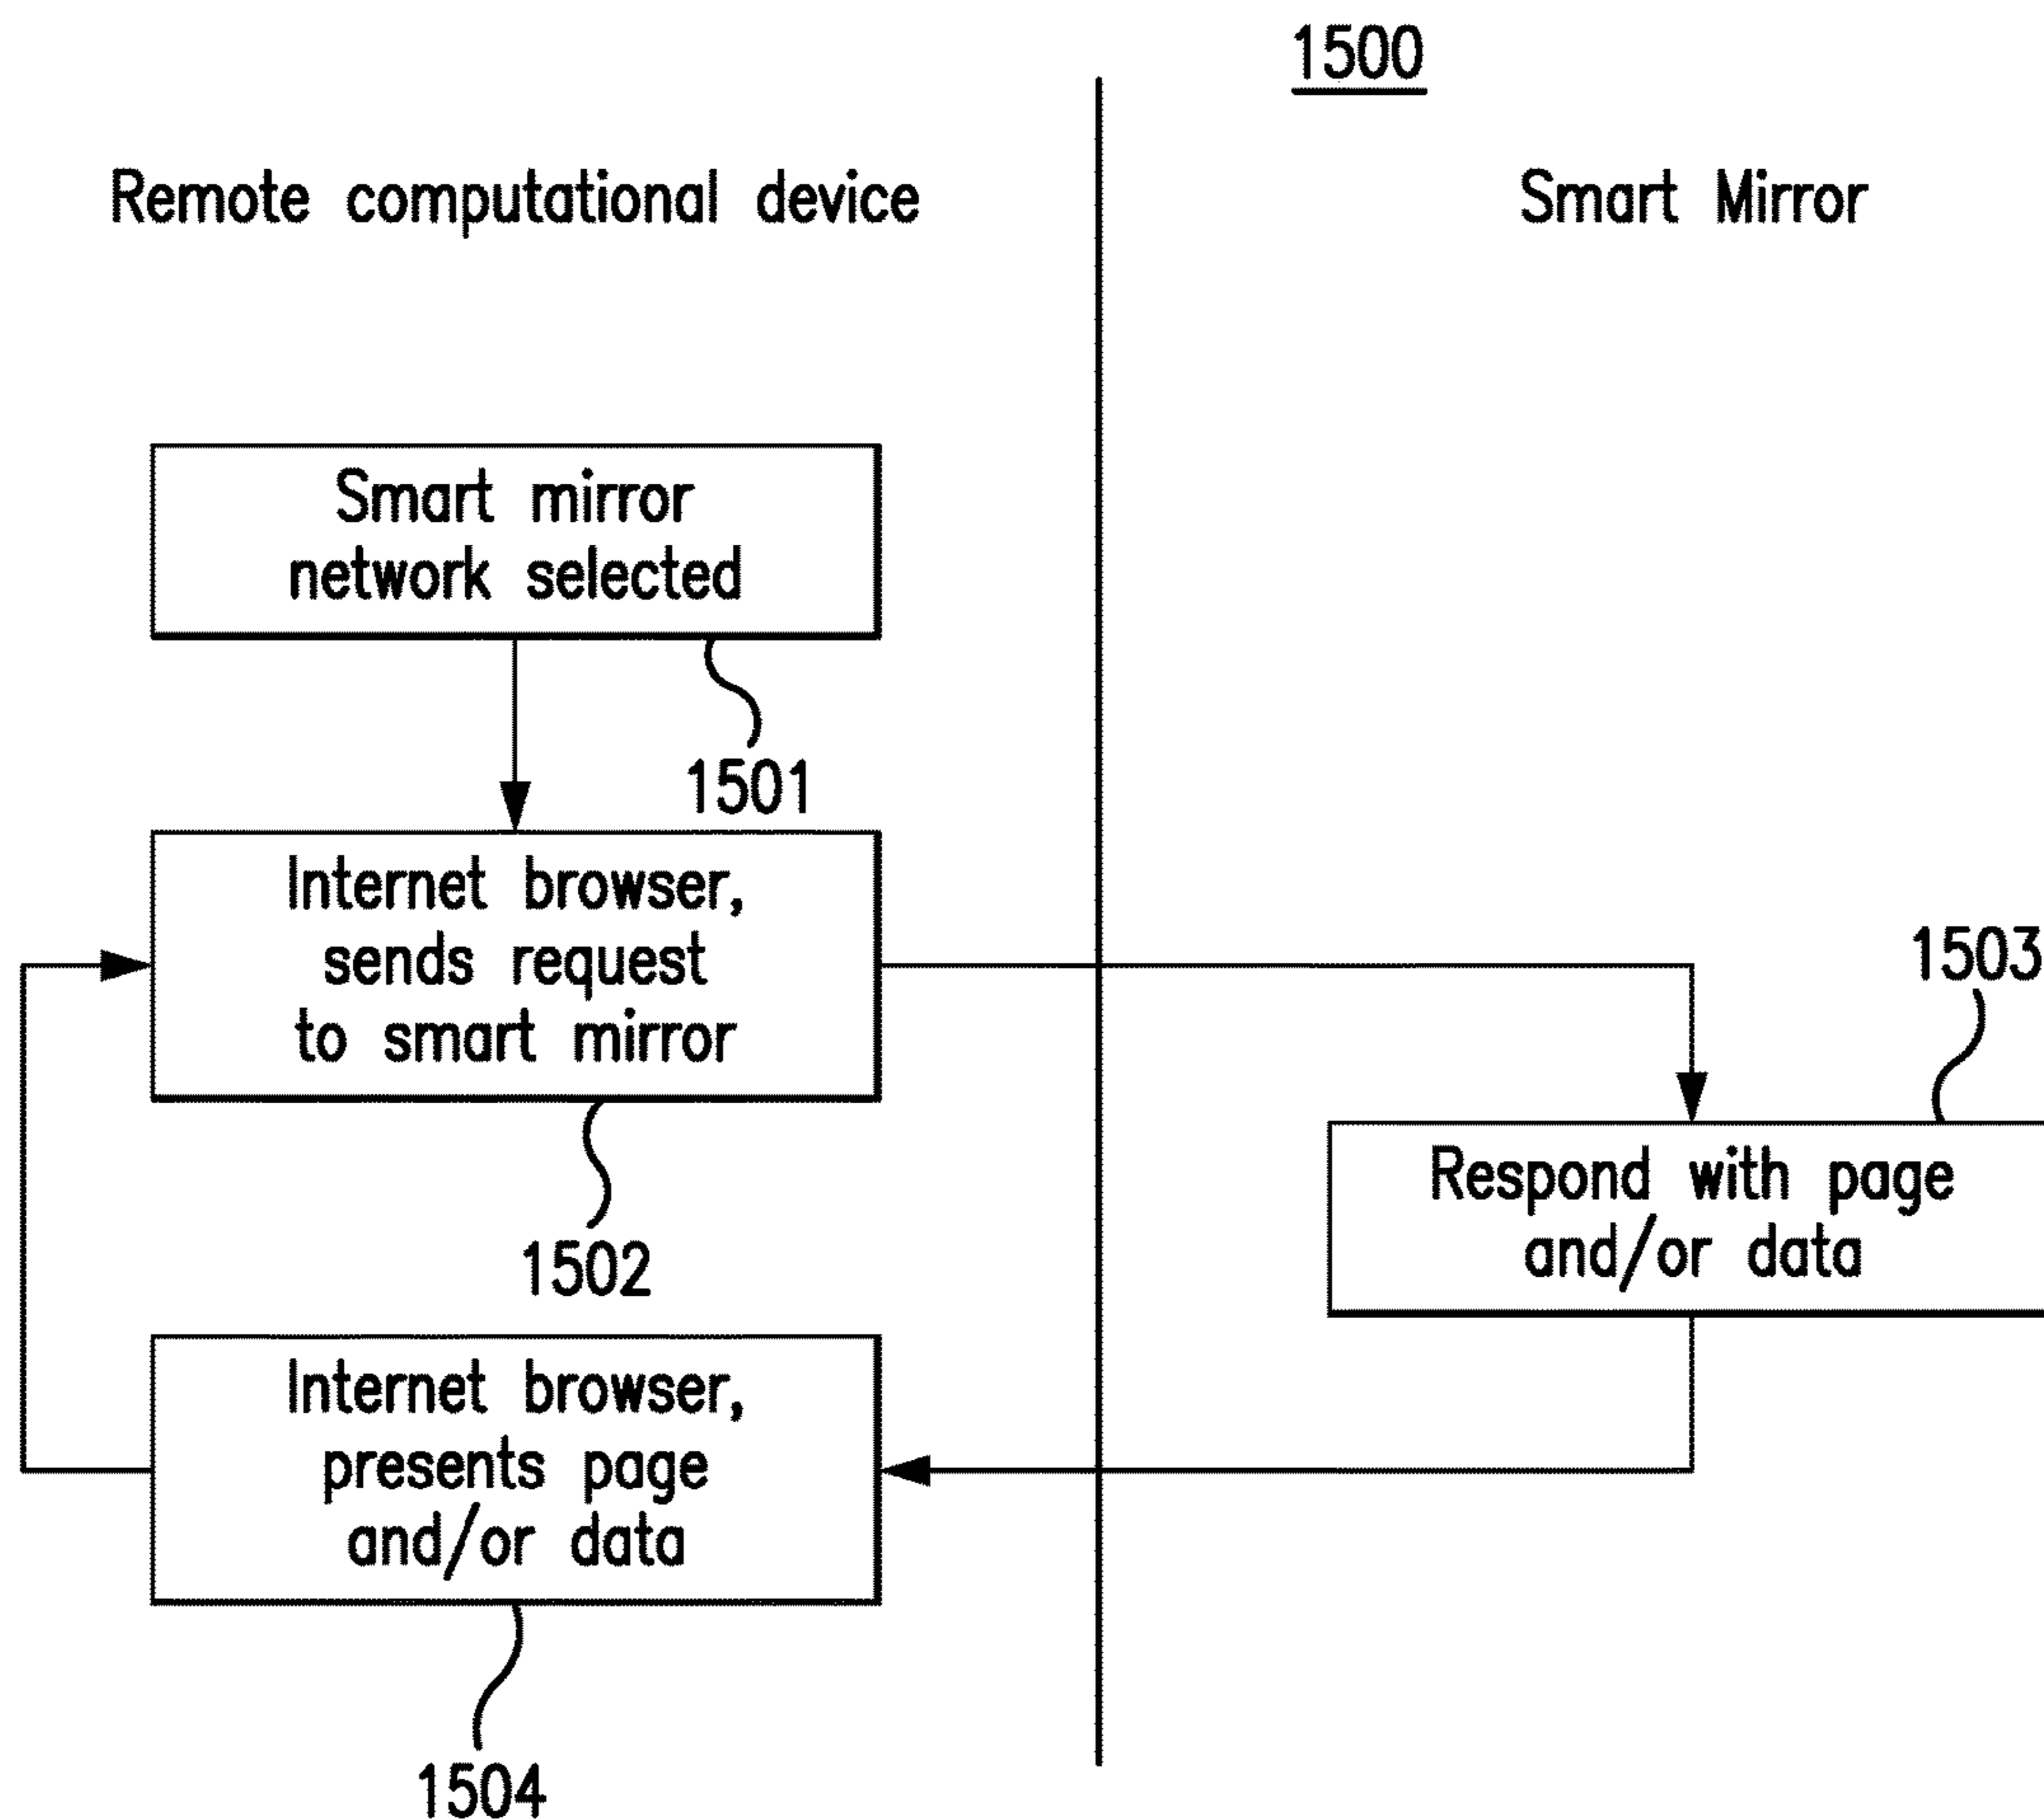 1500
Remote computational device
Smart Mirror
Smart mirror
network selected
1501
Internet browser,
sends request
to smart mirror
1502
1503
Respond with page
and/or data
Internet browser,
presents page
and/or data
1504